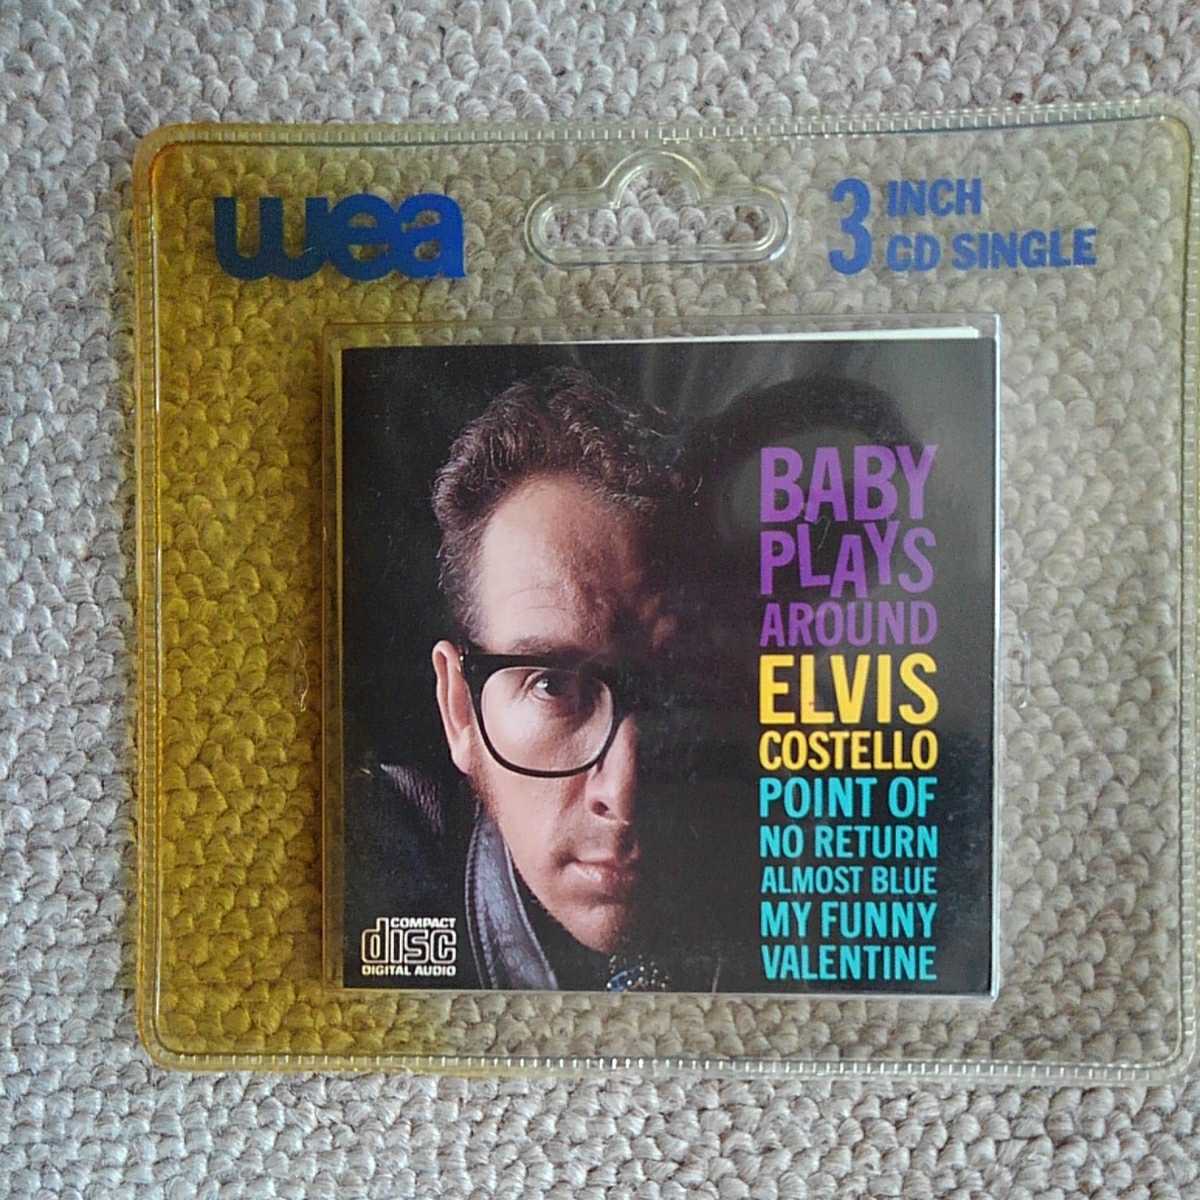 wea
3 INCH
CD SINGLE
BABY
PLAYS
AROUND
ELVIS
COSTELLO
POINT OF
NO RETURN
ALMOST BLUE
MY FUNNY
VALENTINE
COMPACT
disc
DIGITAL AUDIO